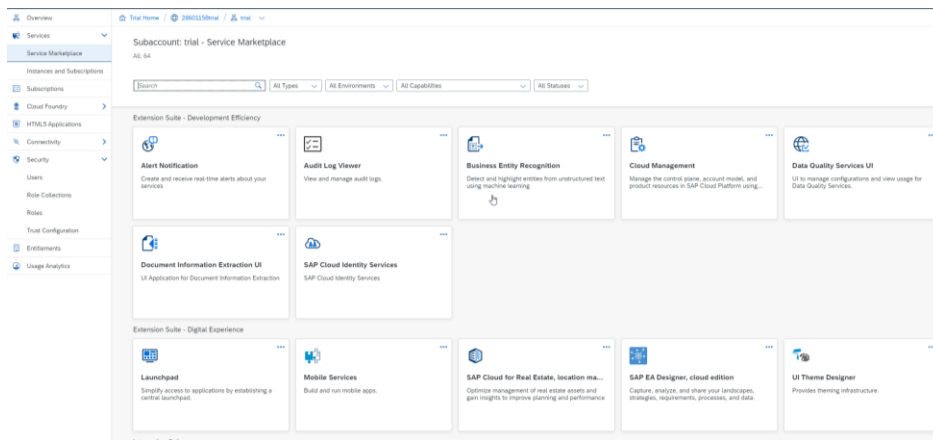 Overview
Services
Service Marketplace
Instances and Subscriptions
Subscriptions
Cloud Foundry
HTML5 Applications
Connectivity
Security
Users
Role Collections
Roles
Trust Configuration
Entitlements
Usage Analytics
Trial Home / 28601158trial / trial
Subaccount: trial - Service Marketplace
All: 64
Search
All Types
All Environments
All Capabilities
All Statuses
Extension Suite - Development Efficiency
Alert Notification
Create and receive real-time alerts about your
services
Audit Log Viewer
View and manage audit logs.
Business Entity Recognition
Detect and highlight entities from unstructured text
using machine learning
Cloud Management
Manage the control plane, account model, and
product resources in SAP Cloud Platform using...
Data Quality Services UI
UI to manage configurations and view usage for
Data Quality Services.
Document Information Extraction UI
UI Application for Document Information Extraction
SAP Cloud Identity Services
SAP Cloud Identity Services
Extension Suite - Digital Experience
Launchpad
Simplify access to applications by establishing a
central launchpad.
Mobile Services
Build and run mobile apps.
SAP Cloud for Real Estate, location ma...
Optimize management of real estate assets and
gain insights to improve planning and performance
SAP EA Designer, cloud edition
Capture, analyze, and share your landscapes,
strategies, requirements, processes, and data.
UI Theme Designer
Provides theming infrastructure.